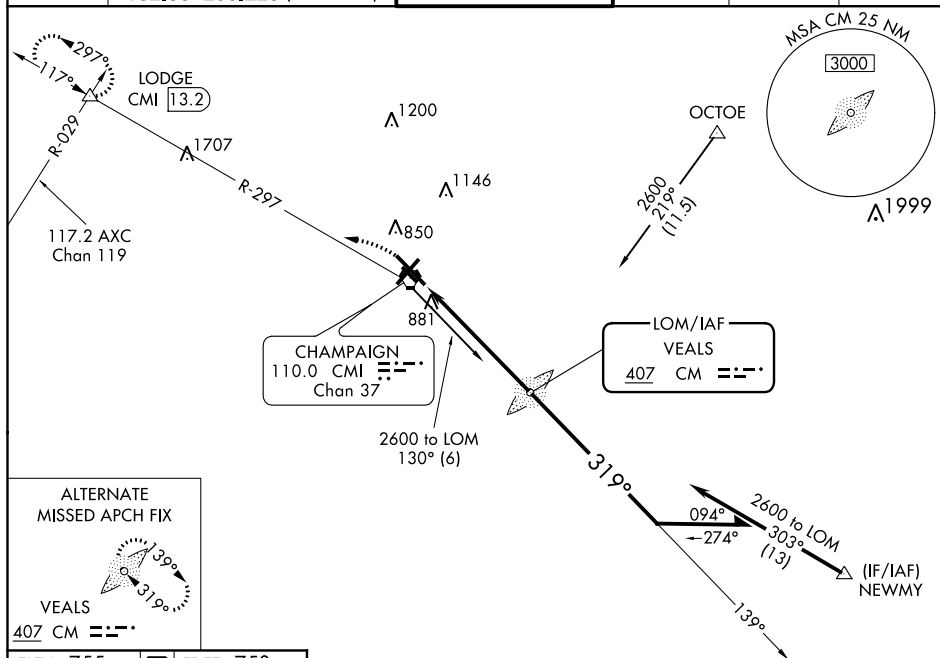 MSA CM 25 NM
3000
297°
117°
LODGE
CMI 13.2
R-029
1707
R-297
1200
1146
850
881
OCTOE
2600
219°
(11.5)
1999
117.2 AXC
Chan 119
CHAMPAIGN
110.0 CMI
Chan 37
LOM/IAF
VEALS
407 CM
2600 to LOM
130° (6)
319°
094°
274°
2600 to LOM
303°
(13)
(IF/IAF)
NEWMY
139°
ALTERNATE
MISSED APCH FIX
139°
319°
VEALS
407 CM